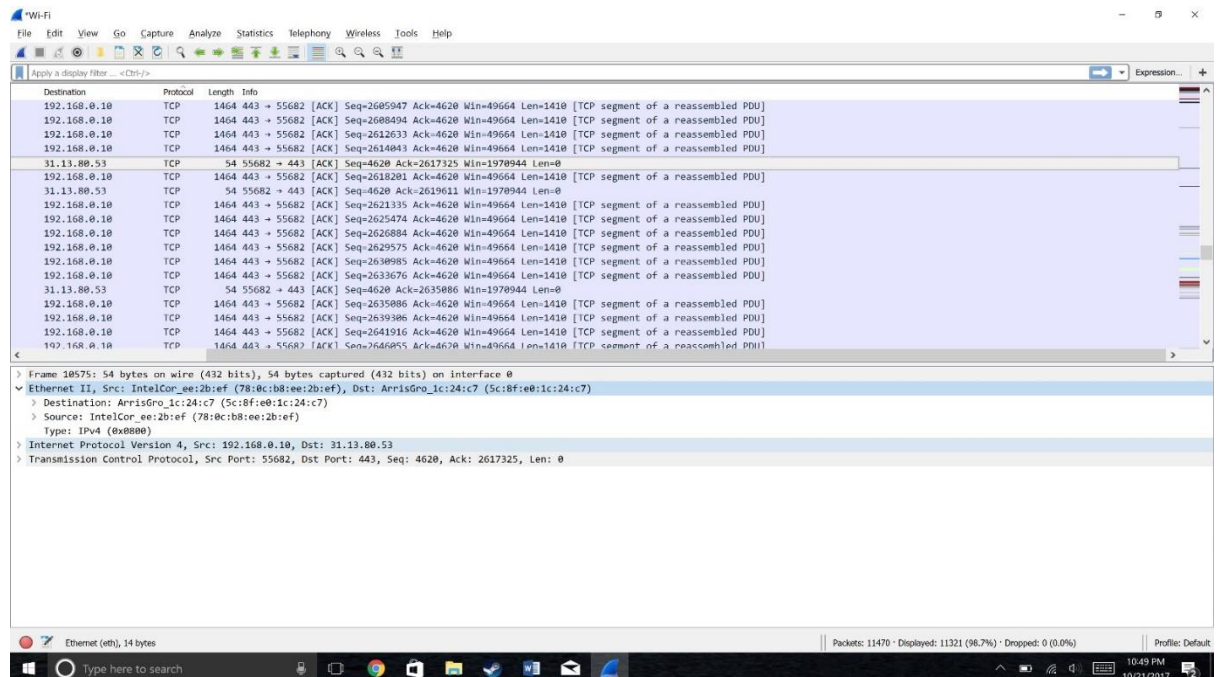 *Wi-Fi
File Edit View Go Capture Analyze Statistics Telephony Wireless Tools Help
Apply a display filter ... <Ctrl-/> Expression... +
Destination Protocol Length Info
192.168.0.10 TCP 1464 443 → 55682 [ACK] Seq=2605947 Ack=4620 Win=49664 Len=1410 [TCP segment of a reassembled PDU]
192.168.0.10 TCP 1464 443 → 55682 [ACK] Seq=2608494 Ack=4620 Win=49664 Len=1410 [TCP segment of a reassembled PDU]
192.168.0.10 TCP 1464 443 → 55682 [ACK] Seq=2612633 Ack=4620 Win=49664 Len=1410 [TCP segment of a reassembled PDU]
192.168.0.10 TCP 1464 443 → 55682 [ACK] Seq=2614043 Ack=4620 Win=49664 Len=1410 [TCP segment of a reassembled PDU]
31.13.80.53 TCP 54 55682 → 443 [ACK] Seq=4620 Ack=2617325 Win=1970944 Len=0
192.168.0.10 TCP 1464 443 → 55682 [ACK] Seq=2618201 Ack=4620 Win=49664 Len=1410 [TCP segment of a reassembled PDU]
31.13.80.53 TCP 54 55682 → 443 [ACK] Seq=4620 Ack=2619611 Win=1970944 Len=0
192.168.0.10 TCP 1464 443 → 55682 [ACK] Seq=2621335 Ack=4620 Win=49664 Len=1410 [TCP segment of a reassembled PDU]
192.168.0.10 TCP 1464 443 → 55682 [ACK] Seq=2625474 Ack=4620 Win=49664 Len=1410 [TCP segment of a reassembled PDU]
192.168.0.10 TCP 1464 443 → 55682 [ACK] Seq=2626884 Ack=4620 Win=49664 Len=1410 [TCP segment of a reassembled PDU]
192.168.0.10 TCP 1464 443 → 55682 [ACK] Seq=2629575 Ack=4620 Win=49664 Len=1410 [TCP segment of a reassembled PDU]
192.168.0.10 TCP 1464 443 → 55682 [ACK] Seq=2630985 Ack=4620 Win=49664 Len=1410 [TCP segment of a reassembled PDU]
192.168.0.10 TCP 1464 443 → 55682 [ACK] Seq=2633676 Ack=4620 Win=49664 Len=1410 [TCP segment of a reassembled PDU]
31.13.80.53 TCP 54 55682 → 443 [ACK] Seq=4620 Ack=2635086 Win=1970944 Len=0
192.168.0.10 TCP 1464 443 → 55682 [ACK] Seq=2635086 Ack=4620 Win=49664 Len=1410 [TCP segment of a reassembled PDU]
192.168.0.10 TCP 1464 443 → 55682 [ACK] Seq=2639306 Ack=4620 Win=49664 Len=1410 [TCP segment of a reassembled PDU]
192.168.0.10 TCP 1464 443 → 55682 [ACK] Seq=2641916 Ack=4620 Win=49664 Len=1410 [TCP segment of a reassembled PDU]
192.168.0.10 TCP 1464 443 → 55682 [ACK] Seq=2646055 Ack=4620 Win=49664 Len=1410 [TCP segment of a reassembled PDU]
Frame 10575: 54 bytes on wire (432 bits), 54 bytes captured (432 bits) on interface 0
Ethernet II, Src: IntelCor_ee:2b:ef (78:0c:b8:ee:2b:ef), Dst: ArrisGro_1c:24:c7 (5c:8f:e0:1c:24:c7)
Destination: ArrisGro_1c:24:c7 (5c:8f:e0:1c:24:c7)
Source: IntelCor_ee:2b:ef (78:0c:b8:ee:2b:ef)
Type: IPv4 (0x0800)
Internet Protocol Version 4, Src: 192.168.0.10, Dst: 31.13.80.53
Transmission Control Protocol, Src Port: 55682, Dst Port: 443, Seq: 4620, Ack: 2617325, Len: 0
Ethernet (eth), 14 bytes Packets: 11470 · Displayed: 11321 (98.7%) · Dropped: 0 (0.0%) Profile: Default
Type here to search 10:49 PM
10/21/2017